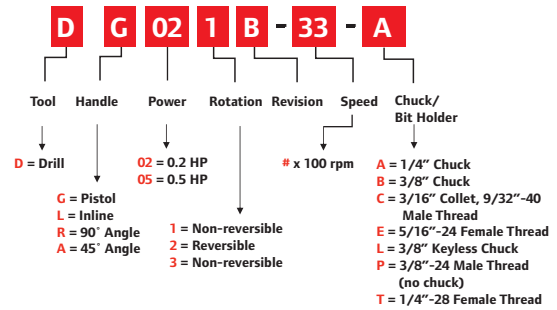 D G 02 1 B - 33 - A
Tool Handle Power Rotation Revision Speed Chuck/
Bit Holder
D = Drill
G = Pistol
L = Inline
R = 90° Angle
A = 45° Angle
02 = 0.2 HP
05 = 0.5 HP
1 = Non-reversible
2 = Reversible
3 = Non-reversible
# x 100 rpm
A = 1/4” Chuck
B = 3/8” Chuck
C = 3/16” Collet, 9/32”-40
Male Thread
E = 5/16”-24 Female Thread
L = 3/8” Keyless Chuck
P = 3/8”-24 Male Thread
(no chuck)
T = 1/4”-28 Female Thread